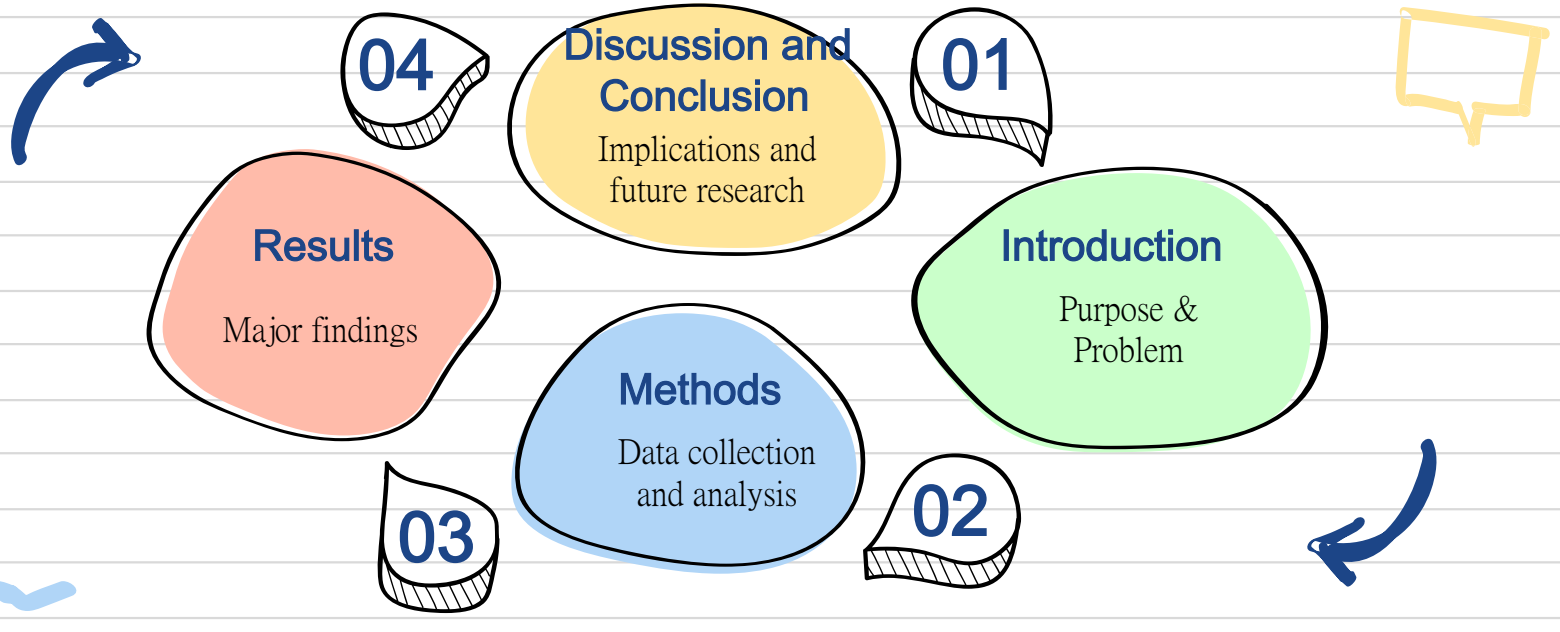 04
Discussion and
Conclusion
Implications and
future research
01
Results
Major findings
Introduction
Purpose &
Problem
Methods
Data collection
and analysis
03
02